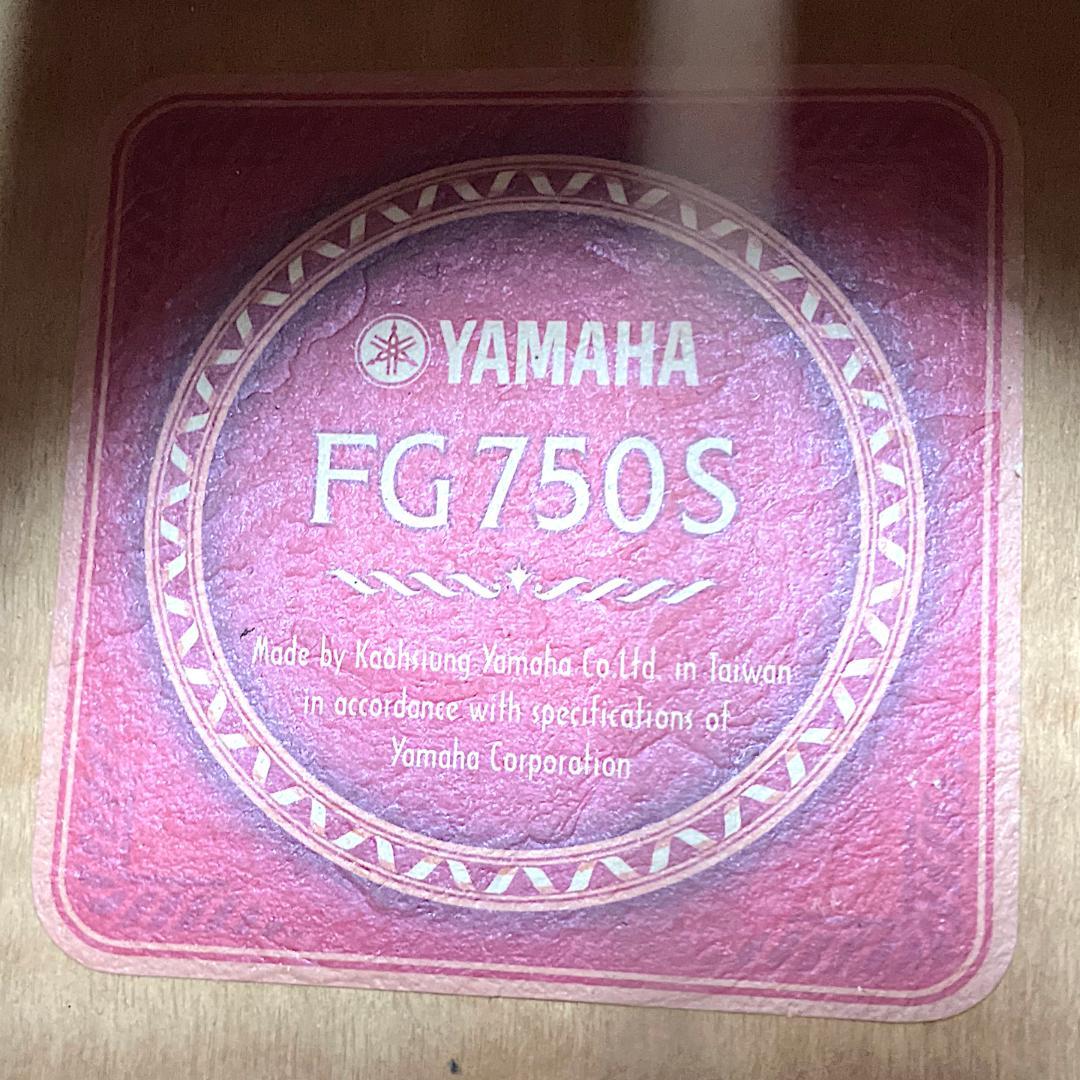 YAMAHA
FG750S
Made by Kaohsiung Yamaha Co.Ltd. in Taiwan
in accordance with specifications of
Yamaha Corporation